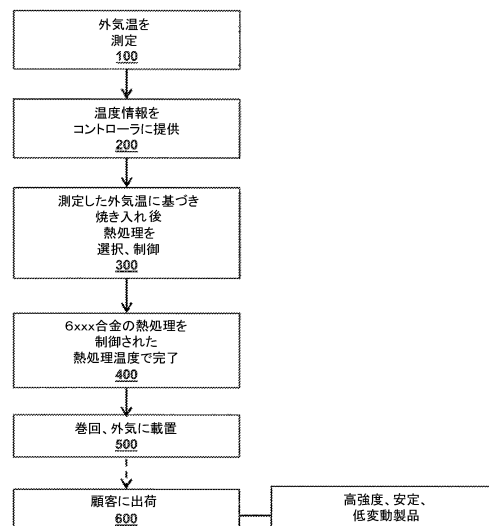 外気温を
測定
100
温度情報を
コントローラに提供
200
測定した外気温に基づき
焼き入れ後
熱処理を
選択、制御
300
6xxx合金の熱処理を
制御された
熱処理温度で完了
400
巻回、外気に載置
500
顧客に出荷
600
高強度、安定、
低変動製品